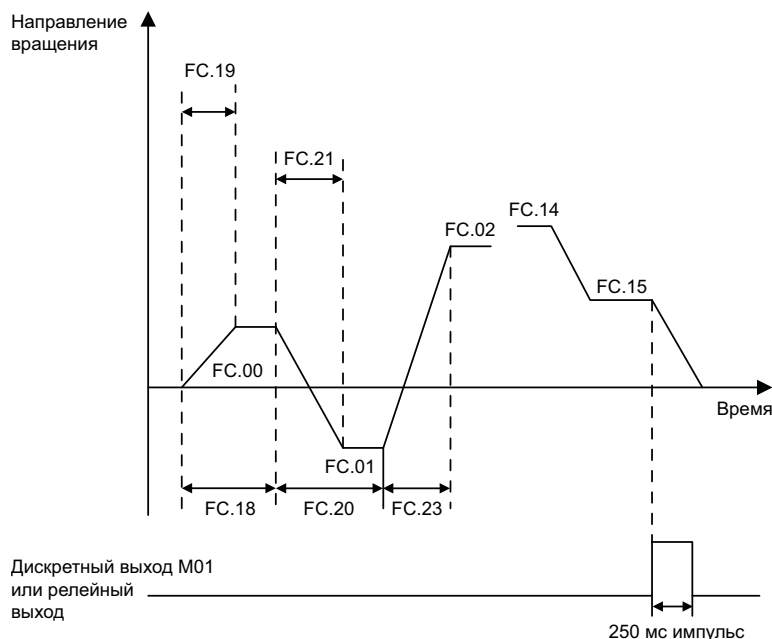 Направление
вращения
FC.19
FC.21
FC.02
FC.14
FC.15
FC.00
Время
FC.01
FC.18
FC.20
FC.23
Дискретный выход М01
или релейный
выход
250 мс импульс